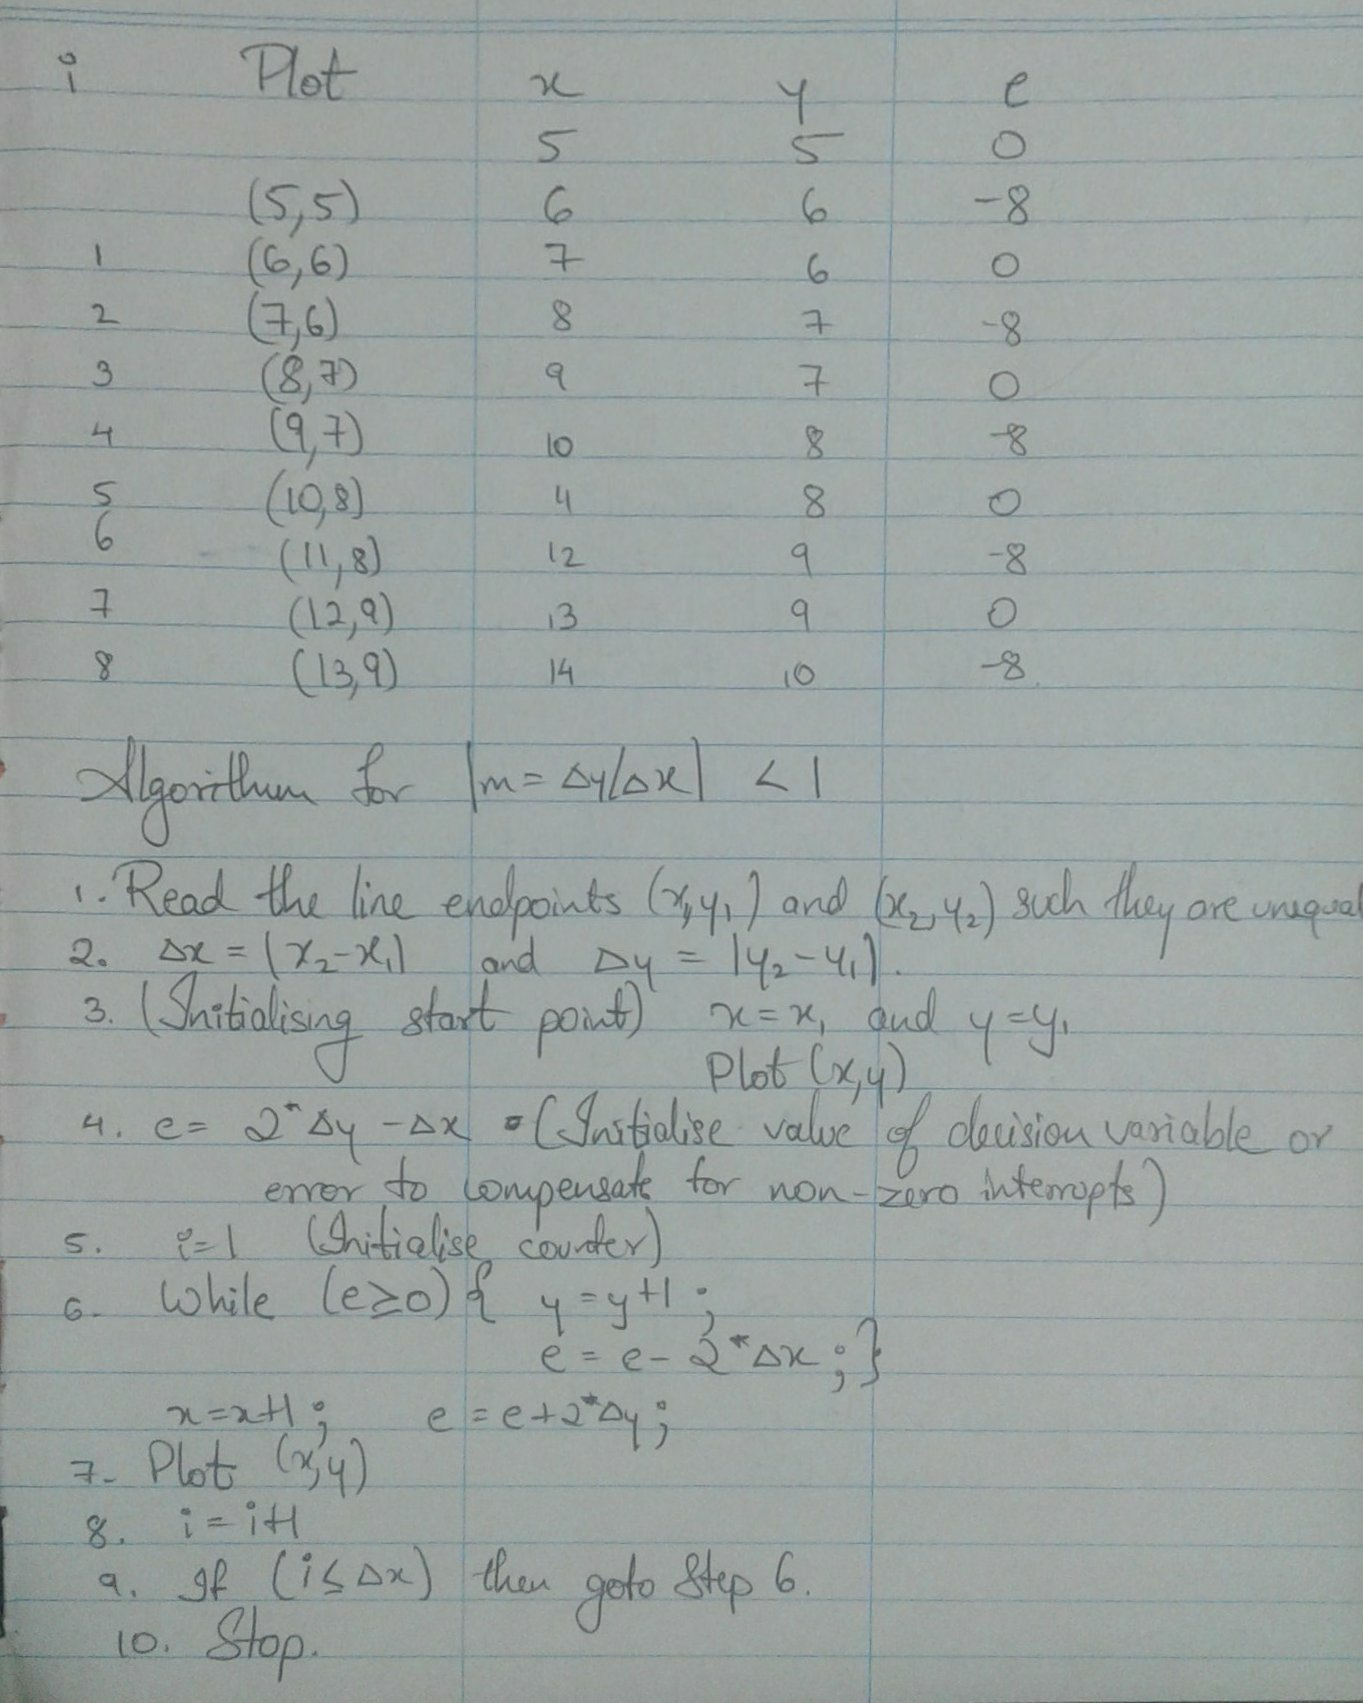 i Plot x y e
5 5 0
(5,5) 6 6 -8
1 (6,6) 7 6 0
2 (7,6) 8 7 -8
3 (8,7) 9 7 0
4 (9,7) 10 8 -8
5 (10,8) 11 8 0
6 (11,8) 12 9 -8
7 (12,9) 13 9 0
8 (13,9) 14 10 -8
Algorithm for |m = Δy/Δx| < 1
1. Read the line endpoints (x₁,y₁) and (x₂,y₂) such they are unequal
2. Δx = |x₂-x₁| and Δy = |y₂-y₁|.
3. (Initialising start point) x = x₁ and y = y₁
Plot (x,y)
4. e = 2*Δy - Δx (Initialise value of decision variable or
error to compensate for non-zero interrupts)
5. i=1 (Initialise counter)
6. While (e≥0) { y = y+1 ;
e = e - 2*Δx ; }
x = x+1 ; e = e+2*Δy ;
7. Plot (x,y)
8. i = i+1
9. If (i≤Δx) then goto Step 6.
10. Stop.